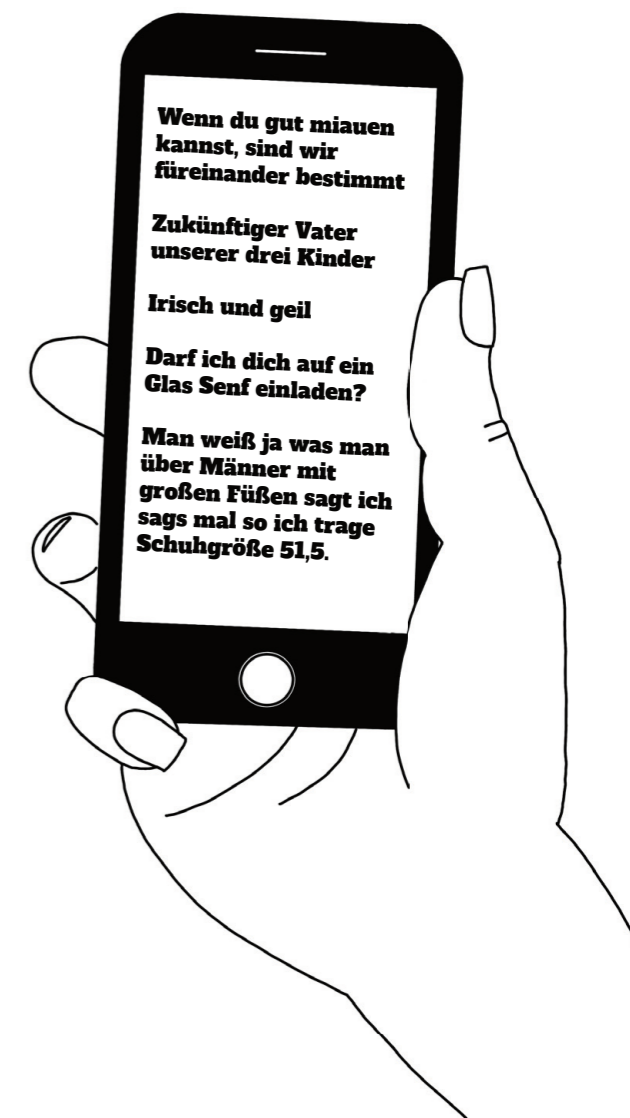 Wenn du gut miauen
kannst, sind wir
füreinander bestimmt
Zukünftiger Vater
unserer drei Kinder
Irisch und geil
Darf ich dich auf ein
Glas Senf einladen?
Man weiß ja was man
über Männer mit
großen Füßen sagt ich
sags mal so ich trage
Schuhgröße 51,5.